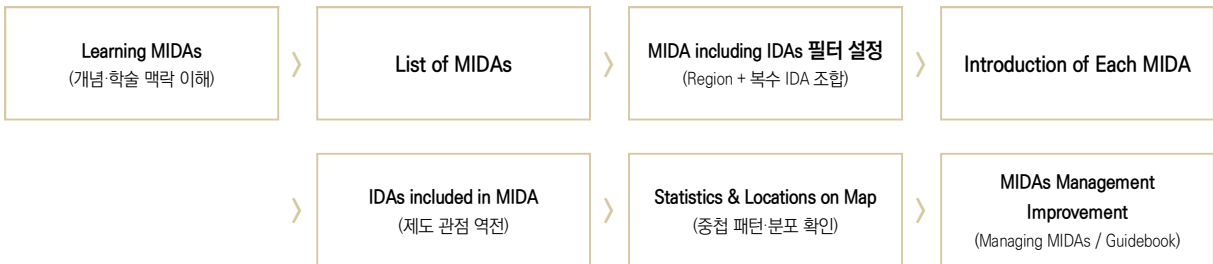 Learning MIDAs
(개념·학술 맥락 이해)
〉
List of MIDAs
〉
MIDA including IDAs 필터 설정
(Region + 복수 IDA 조합)
〉
Introduction of Each MIDA
〉
IDAs included in MIDA
(제도 관점 역전)
〉
Statistics & Locations on Map
(중첩 패턴·분포 확인)
〉
MIDAs Management
Improvement
(Managing MIDAs / Guidebook)